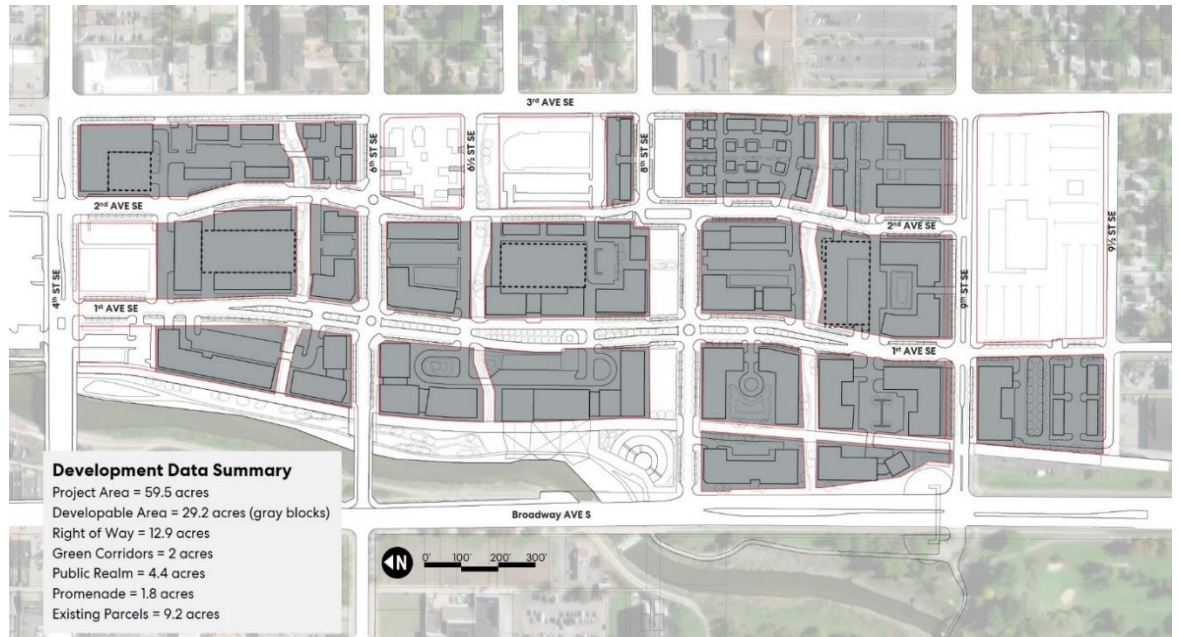 3rd AVE SE
6th ST SE
6½ ST SE
8th ST SE
2nd AVE SE
2nd AVE SE
4th ST SE
9th ST SE
9½ ST SE
1st AVE SE
1st AVE SE
Broadway AVE S
Development Data Summary
Project Area = 59.5 acres
Developable Area = 29.2 acres (gray blocks)
Right of Way = 12.9 acres
Green Corridors = 2 acres
Public Realm = 4.4 acres
Promenade = 1.8 acres
Existing Parcels = 9.2 acres
N
0' 100' 200' 300'